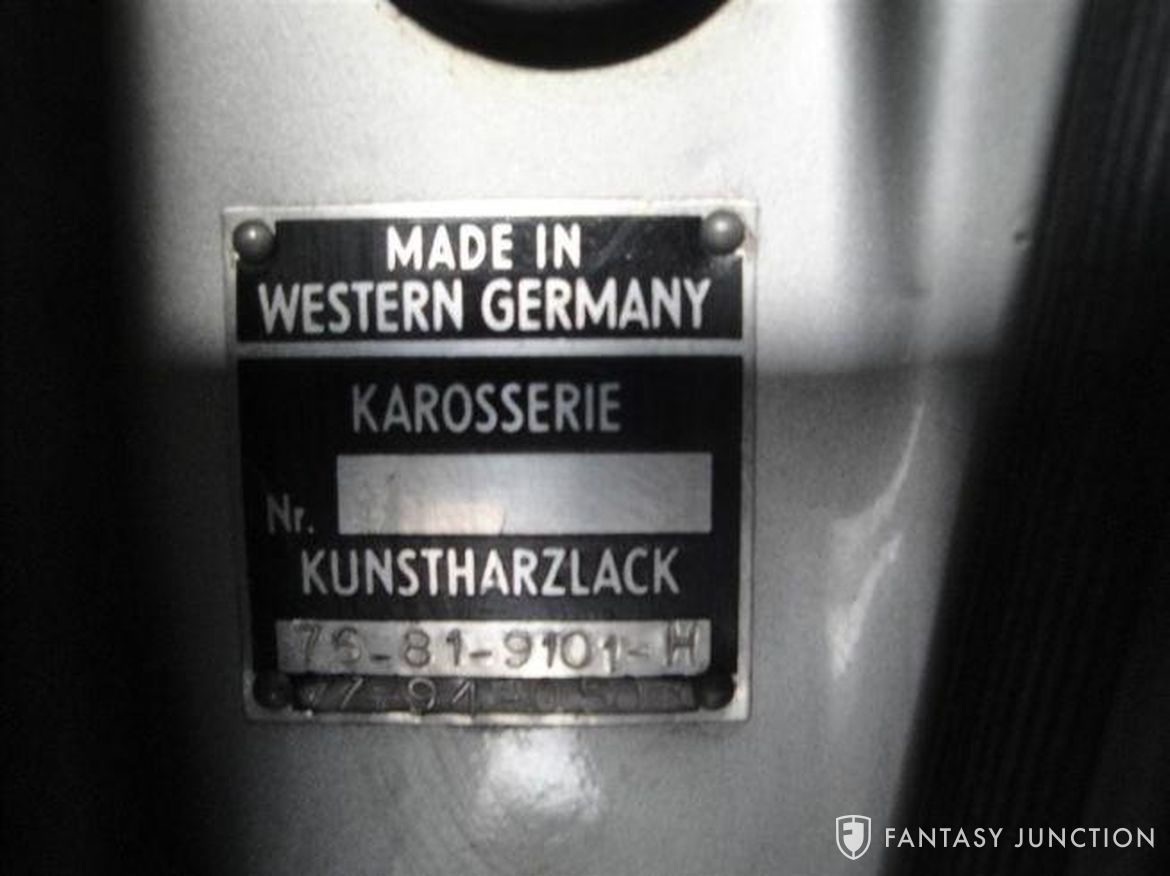 MADE IN
WESTERN GERMANY
KAROSSERIE
Nr.
KUNSTHARZLACK
76-81-9101-H
FANTASY JUNCTION